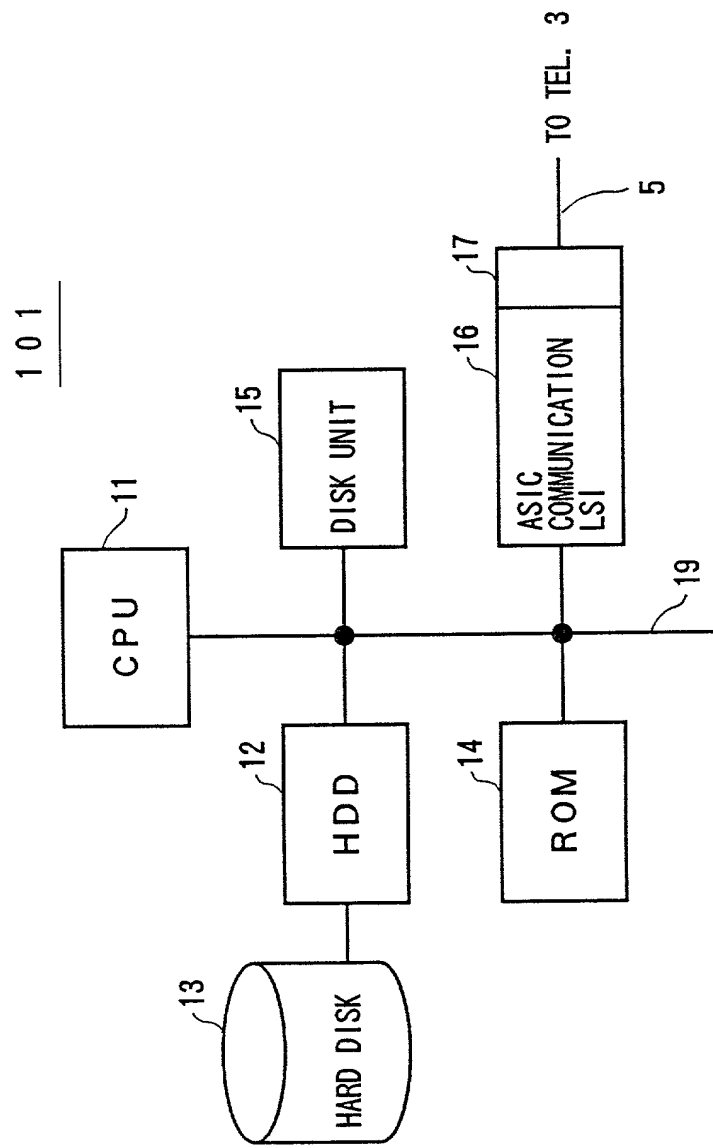 101
11
CPU
15
DISK UNIT
12
HDD
13
HARD DISK
14
ROM
16
17
ASIC
COMMUNICATION
LSI
5
TO TEL. 3
19